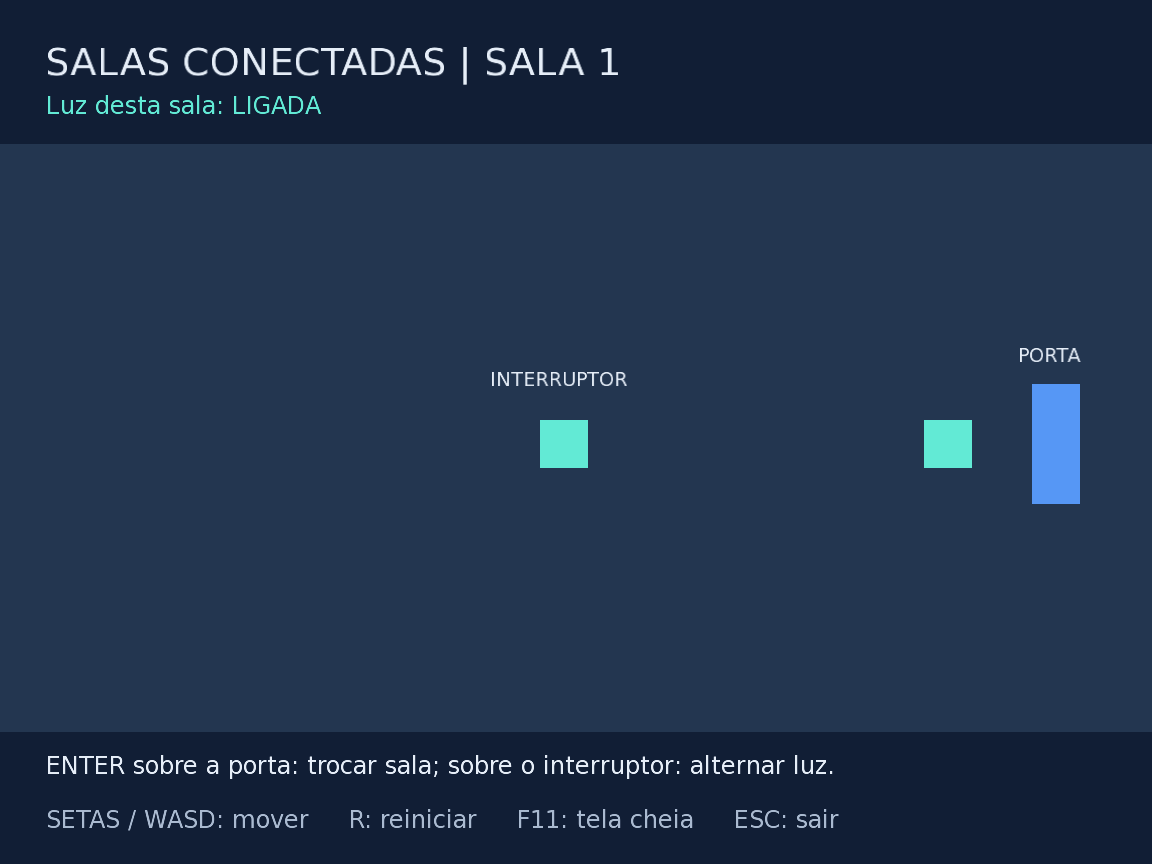 SALAS CONECTADAS | SALA 1
Luz desta sala: LIGADA
PORTA
INTERRUPTOR
ENTER sobre a porta: trocar sala; sobre o interruptor: alternar luz.
SETAS / WASD: mover R: reiniciar F11: tela cheia ESC: sair